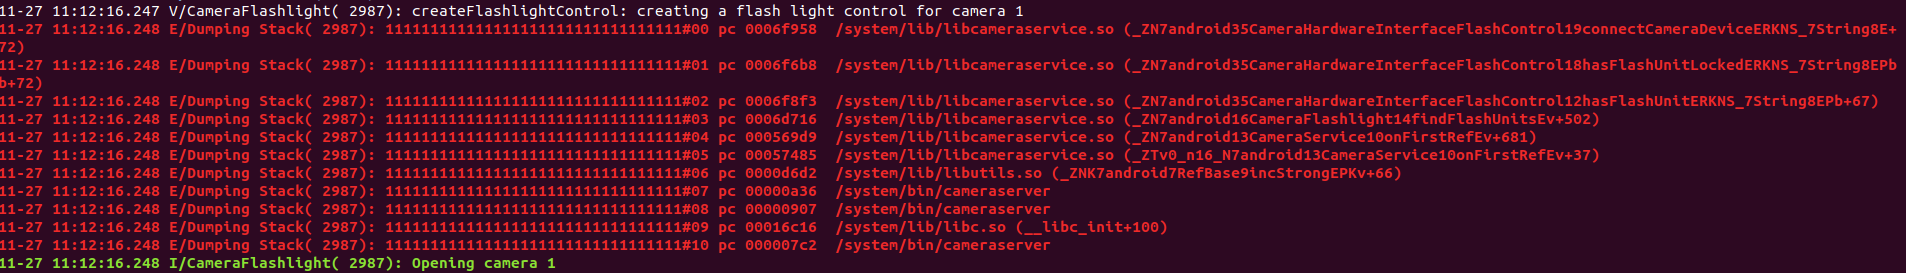 11-27 11:12:16.247 V/CameraFlashlight( 2987): createFlashlightControl: creating a flash light control for camera 1
11-27 11:12:16.248 E/Dumping Stack( 2987): 111111111111111111111111111111111#00 pc 0006f958  /system/lib/libcameraservice.so (_ZN7android35CameraHardwareInterfaceFlashControl19connectCameraDeviceERKNS_7String8E+
72)
11-27 11:12:16.248 E/Dumping Stack( 2987): 111111111111111111111111111111111#01 pc 0006f6b8  /system/lib/libcameraservice.so (_ZN7android35CameraHardwareInterfaceFlashControl18hasFlashUnitLockedERKNS_7String8EPb
b+72)
11-27 11:12:16.248 E/Dumping Stack( 2987): 111111111111111111111111111111111#02 pc 0006f8f3  /system/lib/libcameraservice.so (_ZN7android35CameraHardwareInterfaceFlashControl12hasFlashUnitERKNS_7String8EPb+67)
11-27 11:12:16.248 E/Dumping Stack( 2987): 111111111111111111111111111111111#03 pc 0006d716  /system/lib/libcameraservice.so (_ZN7android16CameraFlashlight14findFlashUnitsEv+502)
11-27 11:12:16.248 E/Dumping Stack( 2987): 111111111111111111111111111111111#04 pc 000569d9  /system/lib/libcameraservice.so (_ZN7android13CameraService10onFirstRefEv+681)
11-27 11:12:16.248 E/Dumping Stack( 2987): 111111111111111111111111111111111#05 pc 00057485  /system/lib/libcameraservice.so (_ZTv0_n16_N7android13CameraService10onFirstRefEv+37)
11-27 11:12:16.248 E/Dumping Stack( 2987): 111111111111111111111111111111111#06 pc 0000d6d2  /system/lib/libutils.so (_ZNK7android7RefBase9incStrongEPKv+66)
11-27 11:12:16.248 E/Dumping Stack( 2987): 111111111111111111111111111111111#07 pc 00000a36  /system/bin/cameraserver
11-27 11:12:16.248 E/Dumping Stack( 2987): 111111111111111111111111111111111#08 pc 00000907  /system/bin/cameraserver
11-27 11:12:16.248 E/Dumping Stack( 2987): 111111111111111111111111111111111#09 pc 00016c16  /system/lib/libc.so (__libc_init+100)
11-27 11:12:16.248 E/Dumping Stack( 2987): 111111111111111111111111111111111#10 pc 000007c2  /system/bin/cameraserver
11-27 11:12:16.248 I/CameraFlashlight( 2987): Opening camera 1